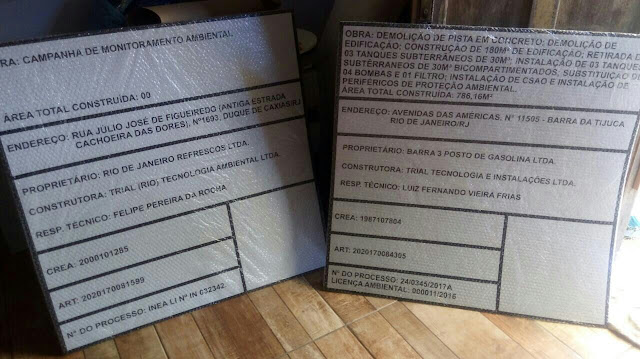 RA: CAMPANHA DE MONITORAMENTO AMBIENTAL
ÁREA TOTAL CONSTRUÍDA: 00
ENDEREÇO: RUA JÚLIO JOSÉ DE FIGUEIREDO (ANTIGA ESTRADA
CACHOEIRA DAS DORES), Nº1693, DUQUE DE CAXIAS/RJ
PROPRIETÁRIO: RIO DE JANEIRO REFRESCOS LTDA.
CONSTRUTORA: TRIAL (RIO) TECNOLOGIA AMBIENTAL LTDA.
RESP. TÉCNICO: FELIPE PEREIRA DA ROCHA
CREA: 2000101285
ART: 2020170081599
Nº DO PROCESSO: INEA LI Nº IN 032342
OBRA: DEMOLIÇÃO DE PISTA EM CONCRETO; DEMOLIÇÃO DE
EDIFICAÇÃO; CONSTRUÇÃO DE 180M² DE EDIFICAÇÃO; RETIRADA D
03 TANQUES SUBTERRÂNEOS DE 30M³; INSTALAÇÃO DE 03 TANQUE
SUBTERRÂNEOS DE 30M³ BICOMPARTIMENTADOS, SUBSTITUIÇÃO D
04 BOMBAS E 01 FILTRO; INSTALAÇÃO DE CSAO E INSTALAÇÃO DE
PERIFÉRICOS DE PROTEÇÃO AMBIENTAL.
ÁREA TOTAL CONSTRUÍDA: 786,16M²
ENDEREÇO: AVENIDAS DAS AMÉRICAS, Nº 11505 - BARRA DA TIJUCA
RIO DE JANEIRO/RJ
PROPRIETÁRIO: BARRA 3 POSTO DE GASOLINA LTDA.
CONSTRUTORA: TRIAL TECNOLOGIA E INSTALAÇÕES LTDA.
RESP. TÉCNICO: LUIZ FERNANDO VIEIRA FRIAS
CREA: 1987107804
ART: 2020170084305
Nº DO PROCESSO: 24/0345/2017A
LICENÇA AMBIENTAL: 000011/2016